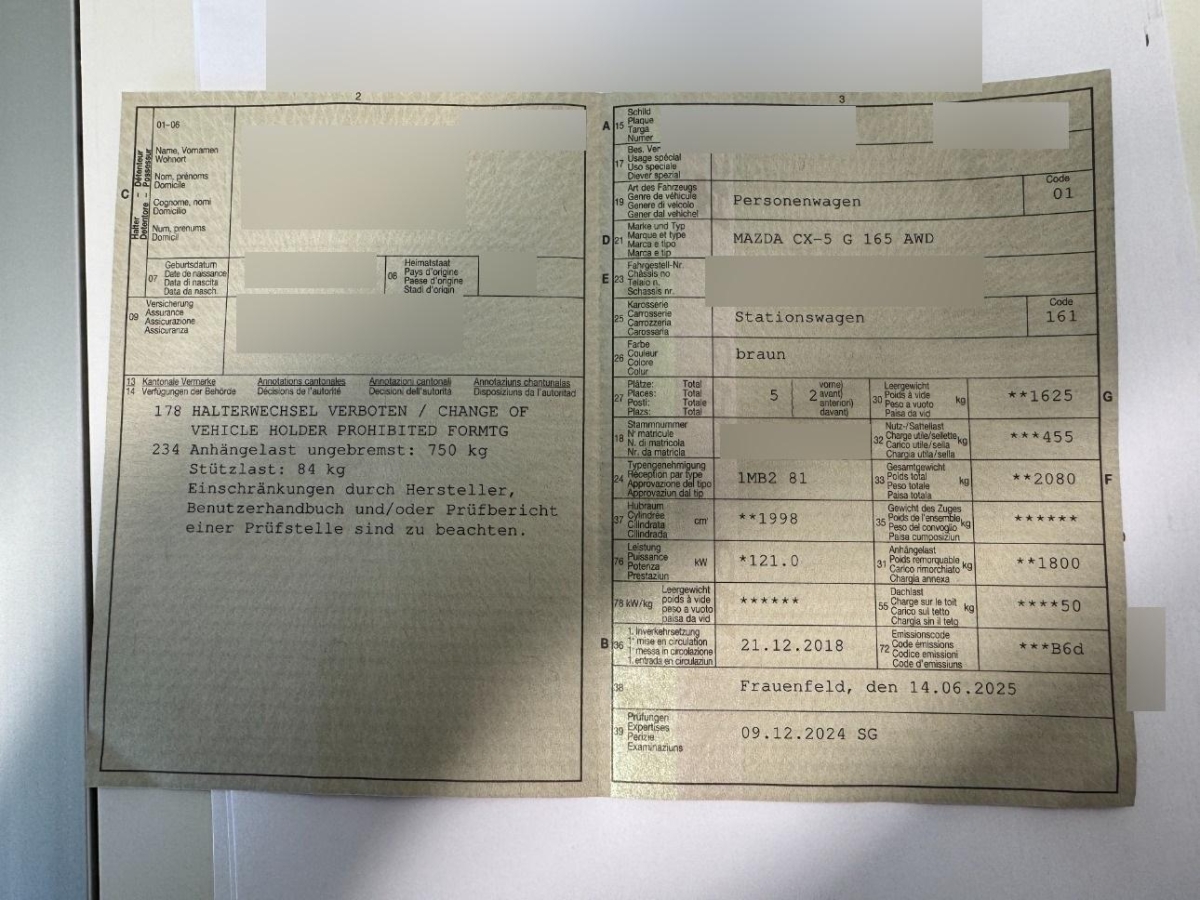 2
01-06
C
Halter - Détenteur
Detentore - Possessur
Name, Vornamen
Wohnort
Nom, prénoms
Domicile
Cognome, nomi
Domicilio
Num, prenums
Domicil
07
Geburtsdatum
Date de naissance
Data di nascita
Data da nasch.
08
Heimatstaat
Pays d'origine
Paese d'origine
Stadi d'origin
09
Versicherung
Assurance
Assicurazione
Assicuranza
13 Kantonale Vermerke Annotations cantonales Annotazioni cantonali Annotaziuns chantunalas
14 Verfügungen der Behörde Décisions de l'autorité Decisioni dell'autorità Disposiziuns da l'autoritad
178 HALTERWECHSEL VERBOTEN / CHANGE OF
VEHICLE HOLDER PROHIBITED FORMTG
234 Anhängelast ungebremst: 750 kg
Stützlast: 84 kg
Einschränkungen durch Hersteller,
Benutzerhandbuch und/oder Prüfbericht
einer Prüfstelle sind zu beachten.
3
A 15
Schild
Plaque
Targa
Numer
17
Bes. Ver
Usage spécial
Uso speciale
Diever spezial
19
Art des Fahrzeugs
Genre de véhicule
Genere di veicolo
Gener dal vehichel
Personenwagen
Code
01
D 21
Marke und Typ
Marque et type
Marca e tipo
Marca e tip
MAZDA CX-5 G 165 AWD
E 23
Fahrgestell-Nr.
Châssis no
Telaio n.
Schassis nr.
25
Karosserie
Carrosserie
Carrozzeria
Carossaria
Stationswagen
Code
161
26
Farbe
Couleur
Colore
Colur
braun
27
Plätze: Total
Places: Total
Posti: Totale
Plazs: Total
5
2
vorne)
avant)
anteriori)
davant)
30
Leergewicht
Poids à vide
Peso a vuoto
Paisa da vid
kg
**1625
G
18
Stammnummer
N° matricule
N. di matricola
Nr. da matricla
32
Nutz-/Sattellast
Charge utile/sellette
Carico utile/sella
Chargia utila/sella
kg
***455
24
Typengenehmigung
Réception par type
Approvazione del tipo
Approvaziun dal tip
1MB2 81
33
Gesamtgewicht
Poids total
Peso totale
Paisa totala
kg
**2080
F
37
Hubraum
Cylindrée
Cilindrata
Cilindrada
cm³
**1998
35
Gewicht des Zuges
Poids de l'ensemble
Peso del convoglio
Paisa cumposiziun
kg
******
76
Leistung
Puissance
Potenza
Prestaziun
kW
*121.0
31
Anhängelast
Poids remorquable
Carico rimorchiato
Chargia annexa
kg
**1800
78 kW/kg
Leergewicht
poids à vide
peso a vuoto
paisa da vid
******
55
Dachlast
Charge sur le toit
Carico sul tetto
Chargia sin il tetg
kg
****50
B 36
1. Inverkehrsetzung
1re mise en circulation
1a messa in circolazione
1. entrada en circulaziun
21.12.2018
72
Emissionscode
Code émissions
Codice emissioni
Code d'emissiuns
***B6d
38
Frauenfeld, den 14.06.2025
39
Prüfungen
Expertises
Perizie
Examinaziuns
09.12.2024 SG